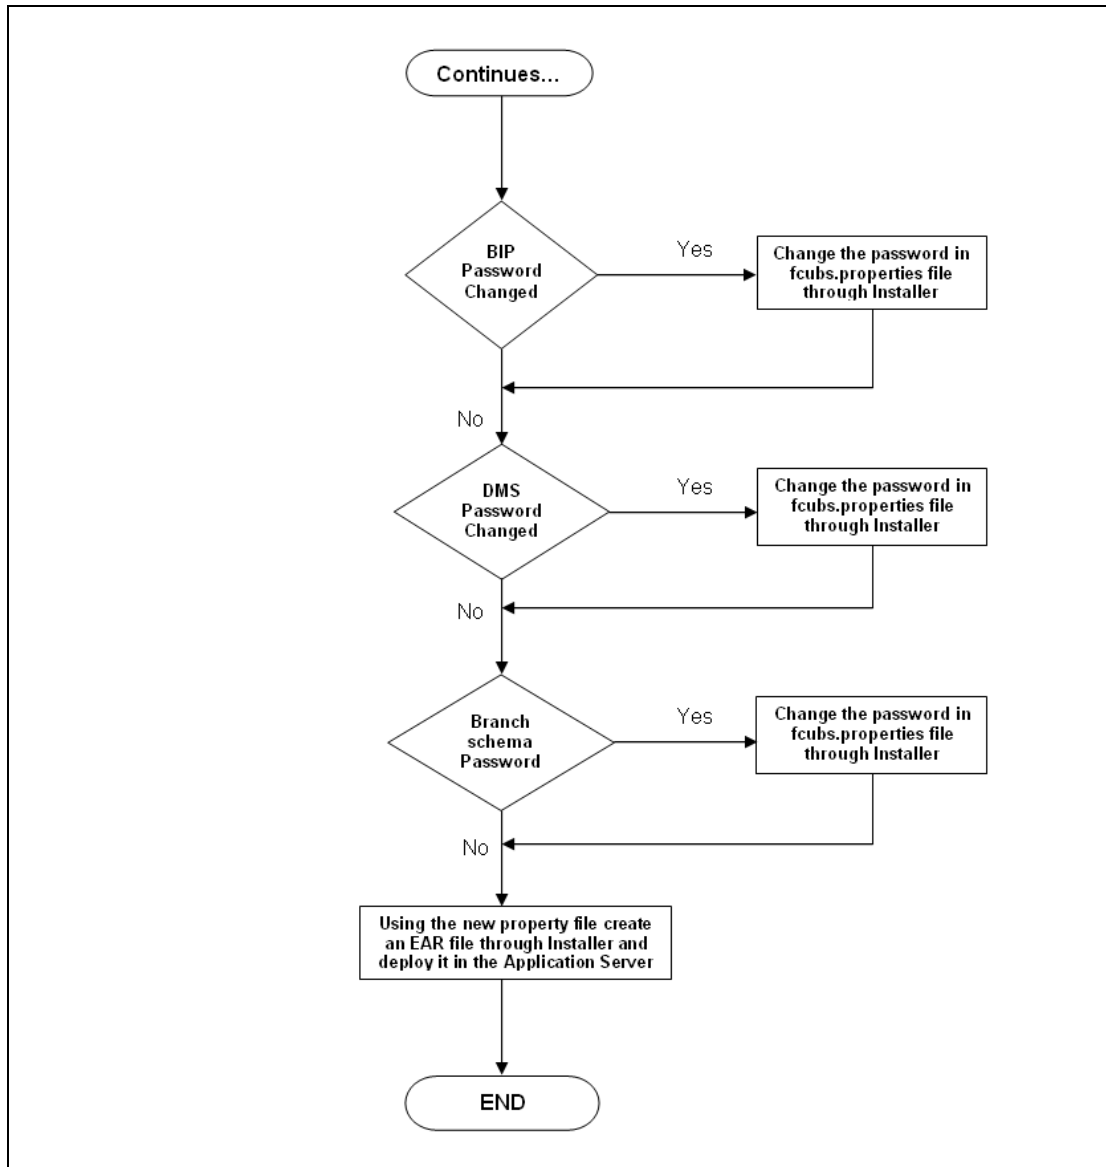 Continues...
BIP
Password
Changed
Yes
Change the password in
fcubs.properties file
through Installer
No
DMS
Password
Changed
Yes
Change the password in
fcubs.properties file
through Installer
No
Branch
schema
Password
Yes
Change the password in
fcubs.properties file
through Installer
No
Using the new property file create
an EAR file through Installer and
deploy it in the Application Server
END